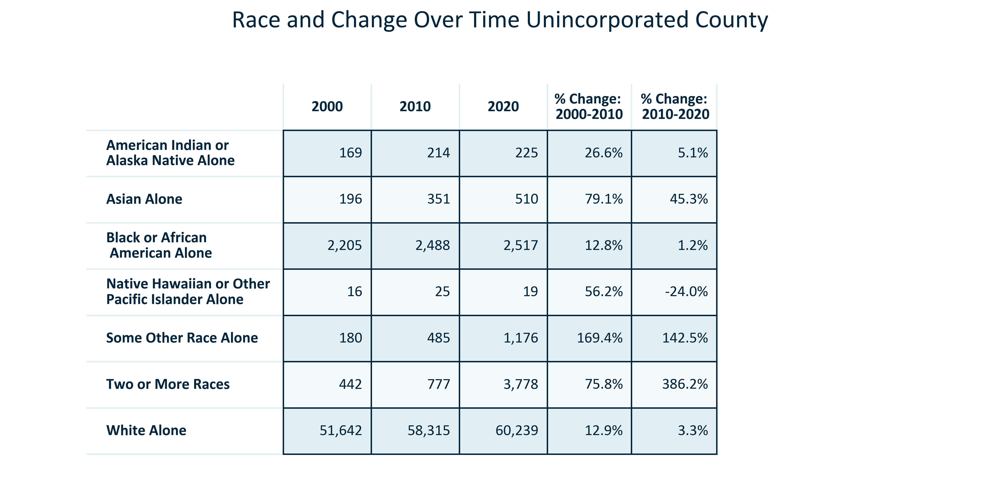 Race and Change Over Time Unincorporated County
2000 2010 2020 % Change: 2000-2010 % Change: 2010-2020
American Indian or
Alaska Native Alone 169 214 225 26.6% 5.1%
Asian Alone 196 351 510 79.1% 45.3%
Black or African
American Alone 2,205 2,488 2,517 12.8% 1.2%
Native Hawaiian or Other
Pacific Islander Alone 16 25 19 56.2% -24.0%
Some Other Race Alone 180 485 1,176 169.4% 142.5%
Two or More Races 442 777 3,778 75.8% 386.2%
White Alone 51,642 58,315 60,239 12.9% 3.3%